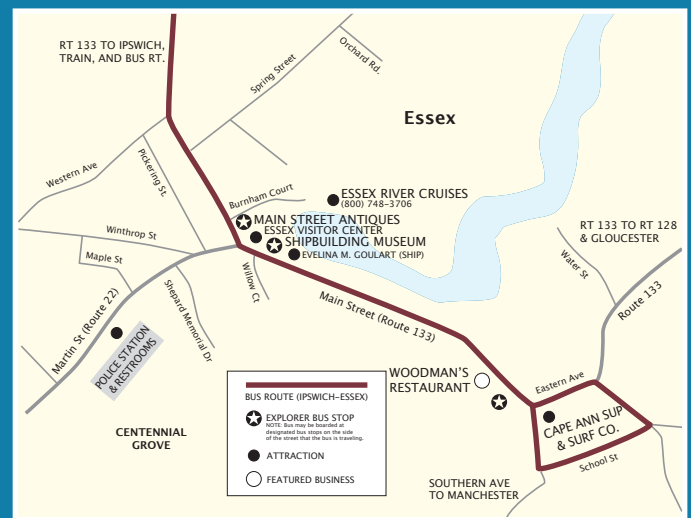 RT 133 TO IPSWICH,
TRAIN, AND BUS RT.
Spring Street
Orchard Rd.
Essex
Western Ave
Pickering St.
Burnham Court
ESSEX RIVER CRUISES
(800) 748-3706
MAIN STREET ANTIQUES
ESSEX VISITOR CENTER
SHIPBUILDING MUSEUM
EVELINA M. GOULART (SHIP)
RT 133 TO RT 128
& GLOUCESTER
Winthrop St
Maple St
Water St
Willow Ct
Shepard Memorial Dr
Martin St (Route 22)
Main Street (Route 133)
Route 133
POLICE STATION
& RESTROOMS
WOODMAN'S
RESTAURANT
Eastern Ave
CAPE ANN SUP
& SURF CO.
School St
CENTENNIAL
GROVE
BUS ROUTE (IPSWICH-ESSEX)
EXPLORER BUS STOP
NOTE: Bus may be boarded at
designated bus stops on the side
of the street that the bus is traveling.
ATTRACTION
FEATURED BUSINESS
SOUTHERN AVE
TO MANCHESTER